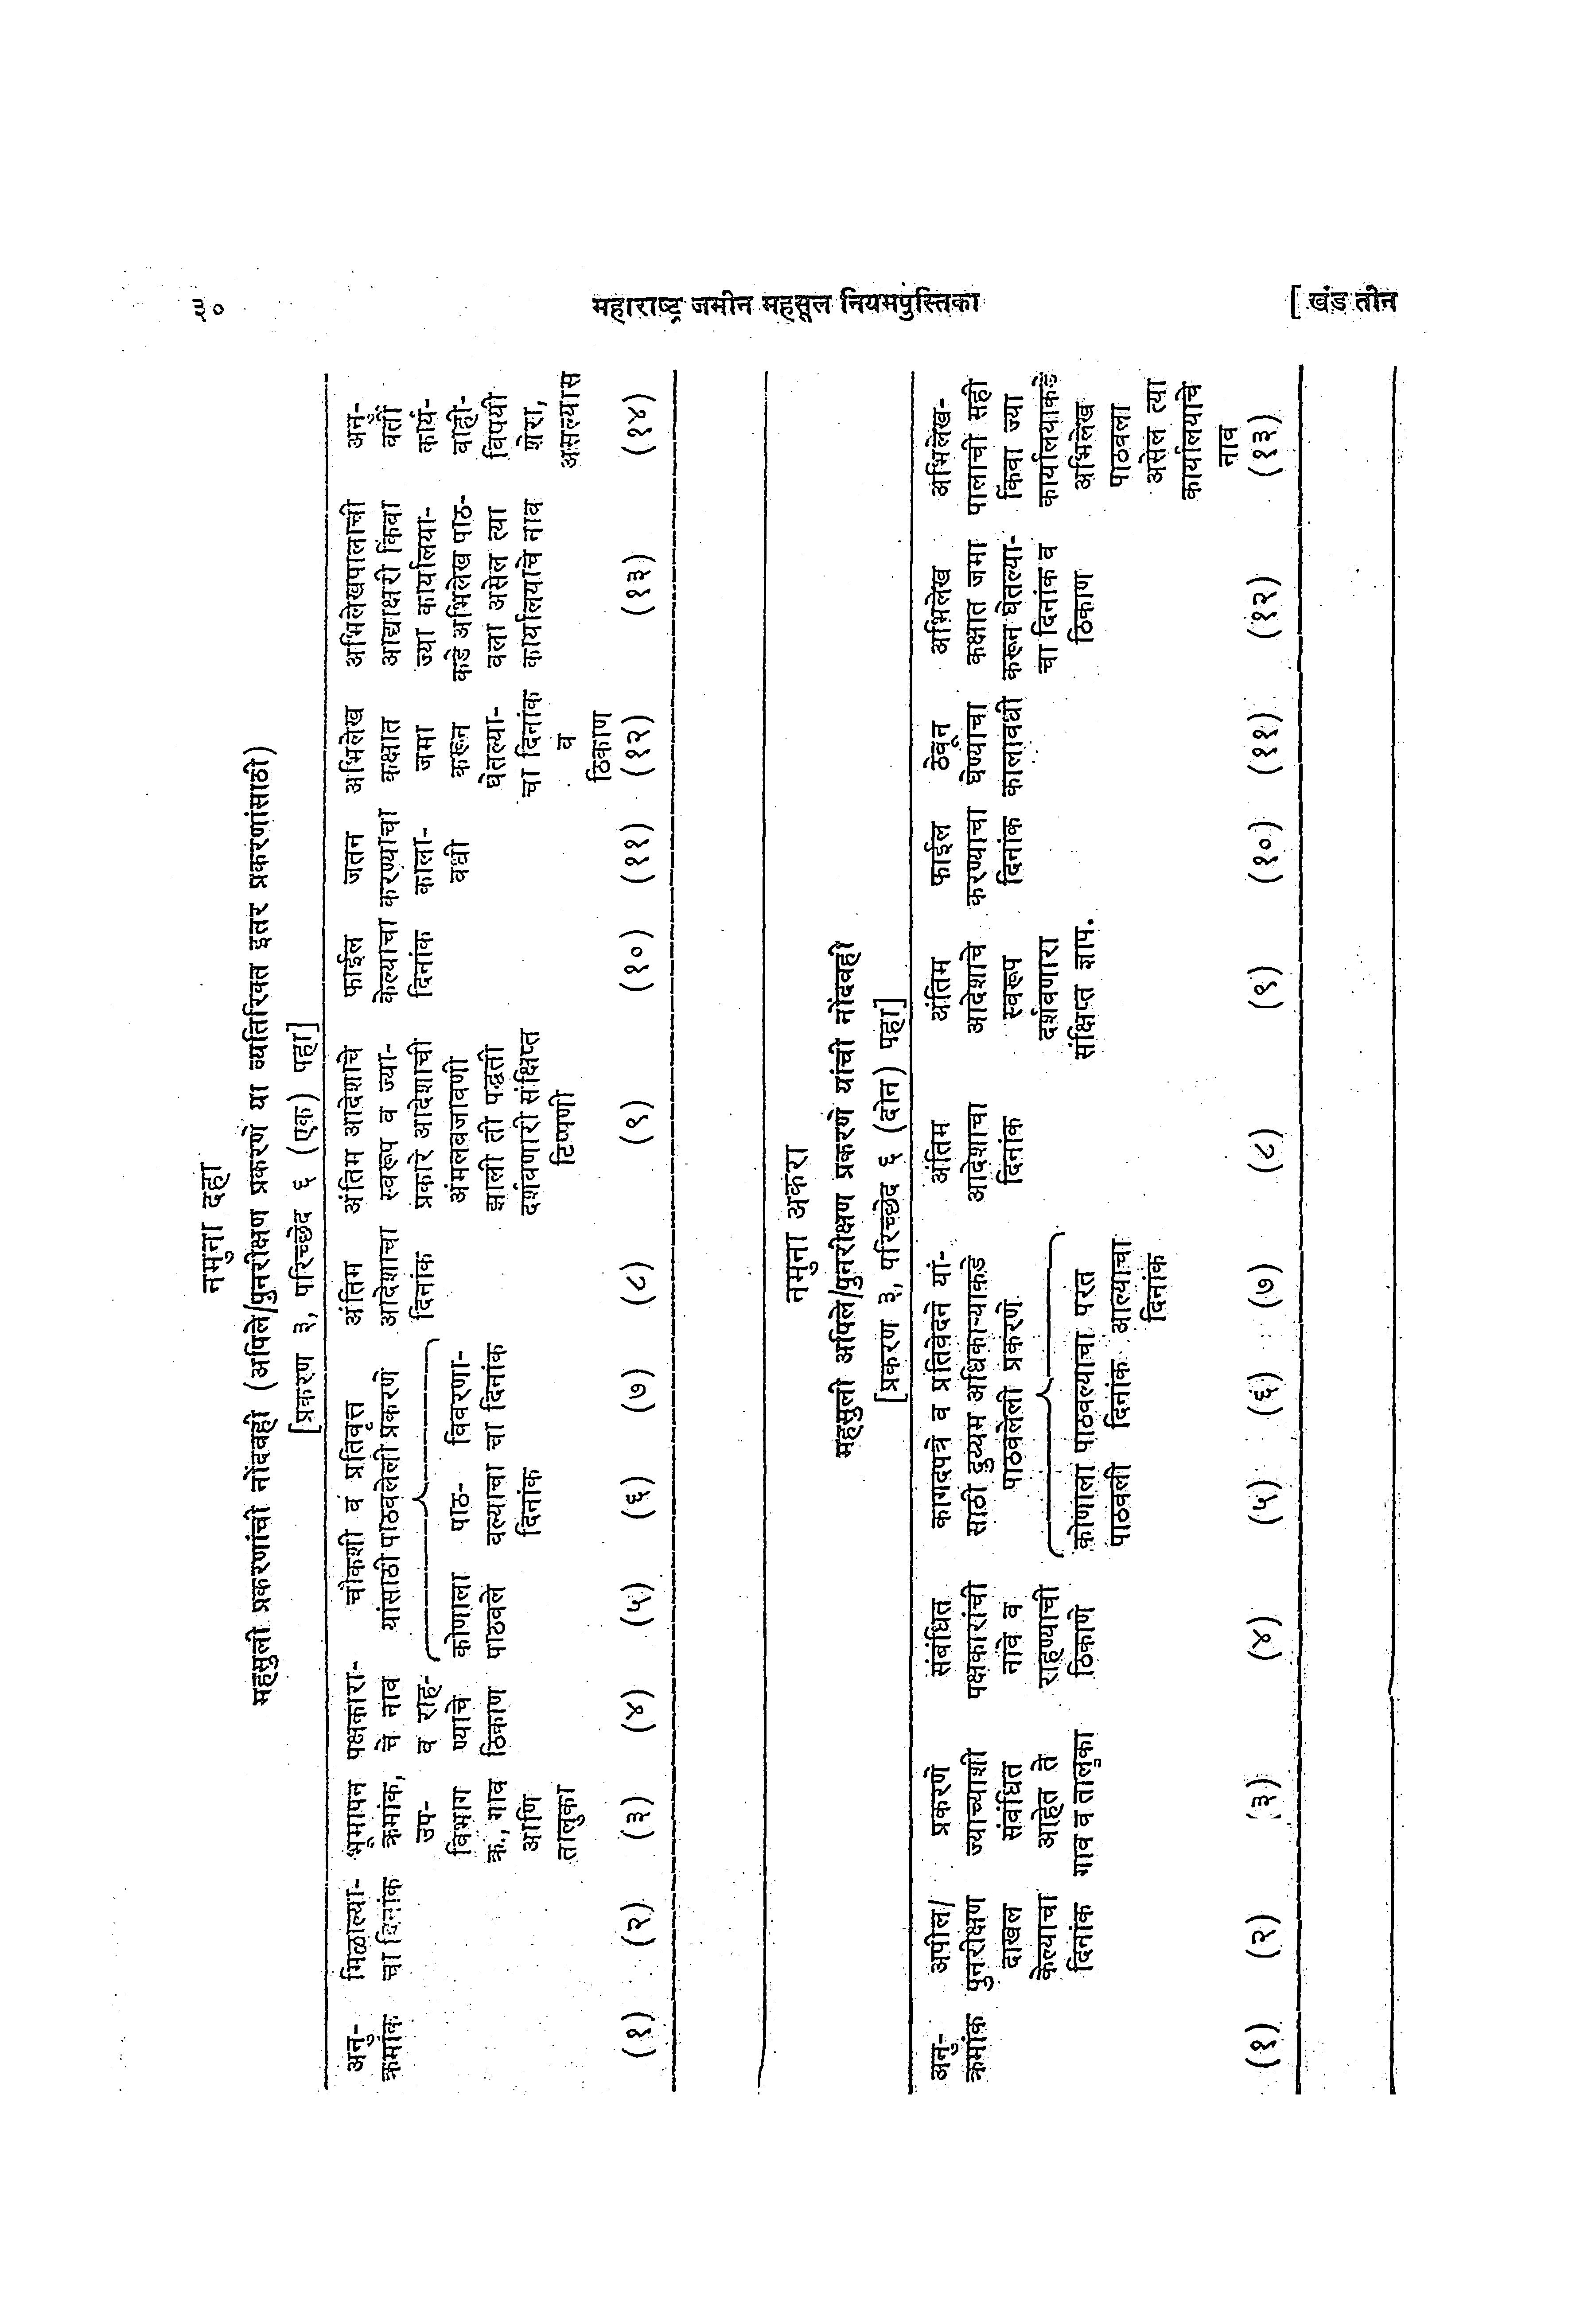 ३०
महाराष्ट्र जमीन महसूल नियमपुस्तिका
[ खंड तीन
नमुना दहा
महसुली प्रकरणांची नोंदवही (अपिले/पुनरीक्षण प्रकरणे या व्यतिरिक्त इतर प्रकरणांसाठी)
[प्रकरण ३, परिच्छेद ६ (एक) पहा]
अनु-
क्रमांक
(१)
मिळाल्या-
चा दिनांक
(२)
भूमापन
क्रमांक,
उप-
विभाग
क्र., गाव
आणि
तालुका
(३)
पक्षकारा-
चे नाव
व राह-
ण्याचे
ठिकाण
(४)
चौकशी व प्रतिवृत्त
यांसाठी पाठवलेली प्रकरणे
कोणाला
पाठवले
(५)
पाठ-
वल्याचा
दिनांक
(६)
विवरणा-
चा दिनांक
(७)
अंतिम
आदेशाचा
दिनांक
(८)
अंतिम आदेशाचे
स्वरूप व ज्या-
प्रकारे आदेशाची
अंमलबजावणी
झाली ती पद्धती
दर्शवणारी संक्षिप्त
टिप्पणी
(९)
फाईल
केल्याचा
दिनांक
(१०)
जतन
करण्याचा
काला-
वधी
(११)
अभिलेख
कक्षात
जमा
करून
घेतल्या-
चा दिनांक
व
ठिकाण
(१२)
अभिलेखपालाची
आद्याक्षरी किंवा
ज्या कार्यालया-
कडे अभिलेख पाठ-
वला असेल त्या
कार्यालयाचे नाव
(१३)
अनु-
वर्ती
कार्य-
वाही-
विषयी
शेरा,
असल्यास
(१४)
नमुना अकरा
महसुली अपिले/पुनरीक्षण प्रकरणे यांची नोंदवही
[प्रकरण ३, परिच्छेद ६ (दोन) पहा]
अनु-
क्रमांक
(१)
अपील/
पुनरीक्षण
दाखल
केल्याचा
दिनांक
(२)
प्रकरणे
ज्याच्याशी
संबंधित
आहेत ते
गाव व तालुका
(३)
संबंधित
पक्षकारांची
नावे व
राहण्याची
ठिकाणे
(४)
कागदपत्रे व प्रतिवेदने यां-
साठी दुय्यम अधिकाऱ्याकडे
पाठवलेली प्रकरणे
कोणाला
पाठवली
(५)
पाठवल्याचा
दिनांक
(६)
परत
आल्याचा
दिनांक
(७)
अंतिम
आदेशाचा
दिनांक
(८)
अंतिम
आदेशाचे
स्वरूप
दर्शवणारा
संक्षिप्त ज्ञाप.
(९)
फाईल
करण्याचा
दिनांक
(१०)
ठेवून
घेण्याचा
कालावधी
(११)
अभिलेख
कक्षात जमा
करून घेतल्या-
चा दिनांक व
ठिकाण
(१२)
अभिलेख-
पालाची सही
किंवा ज्या
कार्यालयाकडे
अभिलेख
पाठवला
असेल त्या
कार्यालयाचे
नाव
(१३)